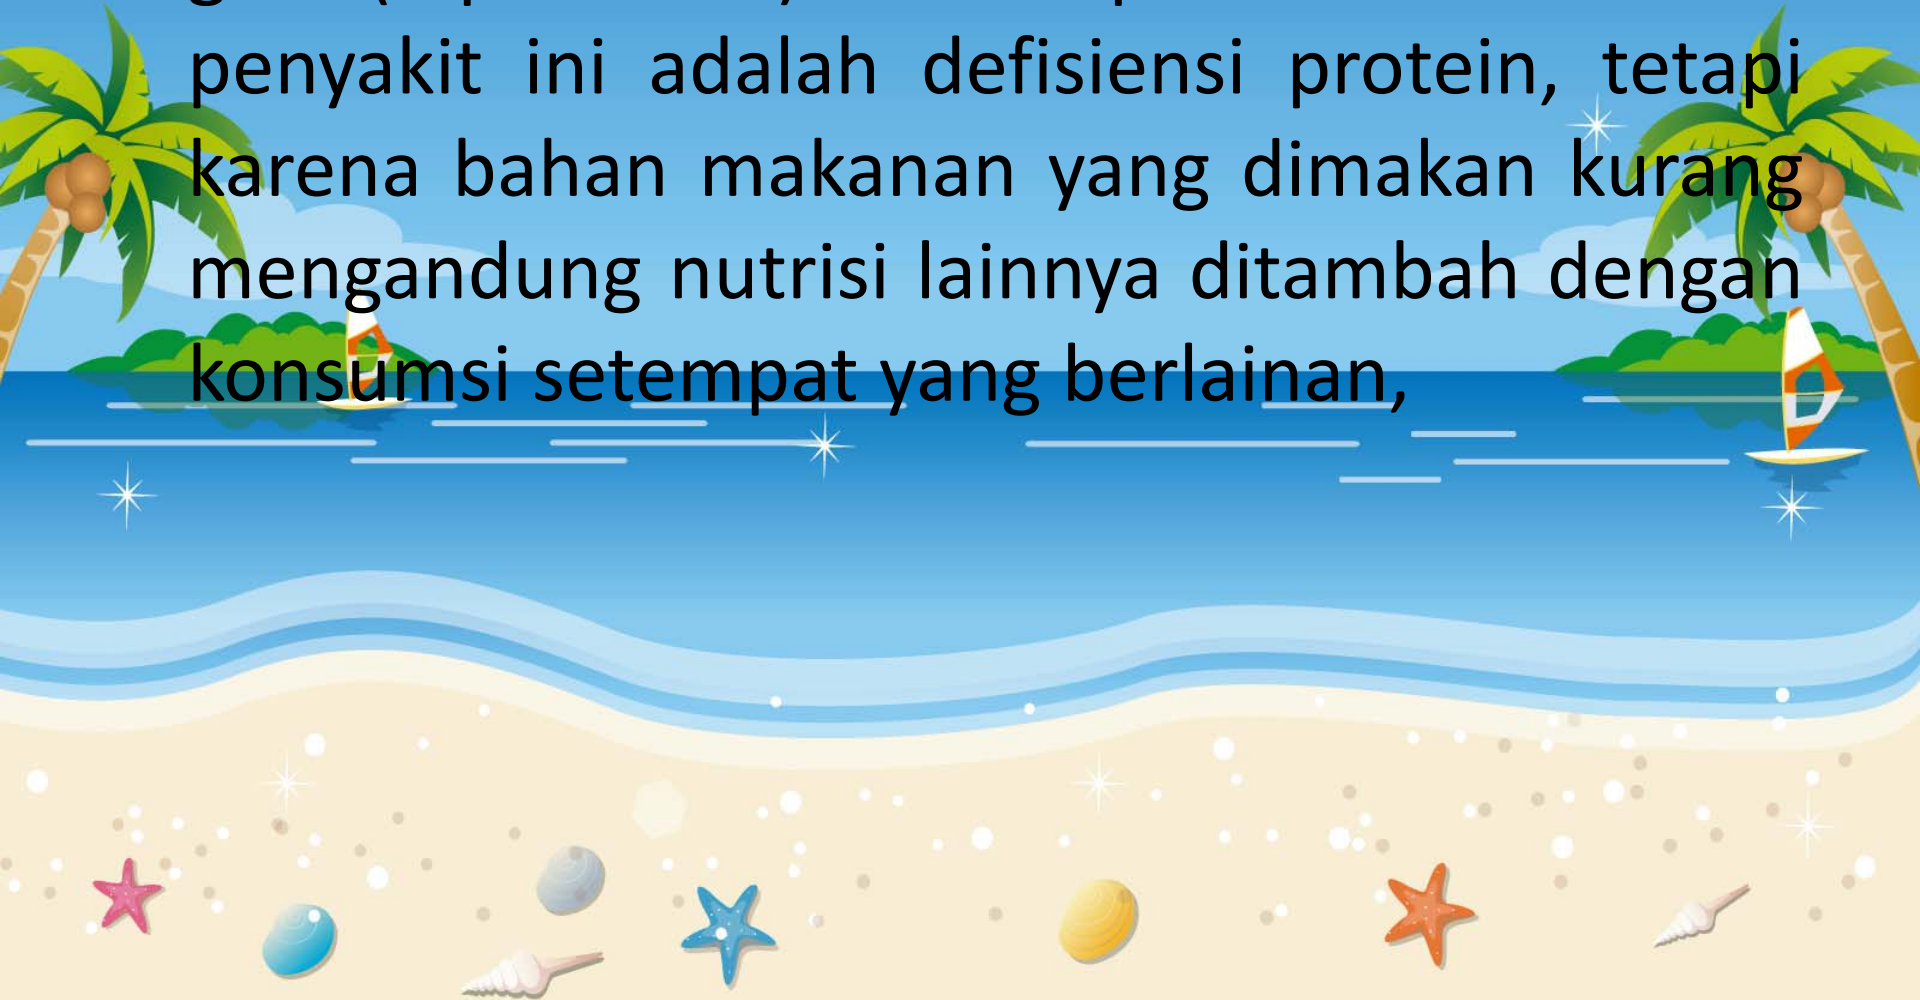 penyakit ini adalah defisiensi protein, tetapi
karena bahan makanan yang dimakan kurang
mengandung nutrisi lainnya ditambah dengan
konsumsi setempat yang berlainan,